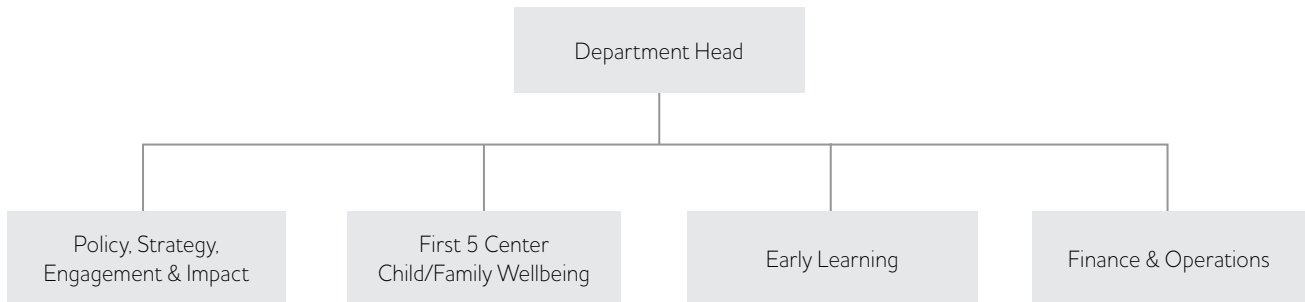 Department Head
Policy, Strategy,
Engagement & Impact
First 5 Center
Child/Family Wellbeing
Early Learning
Finance & Operations